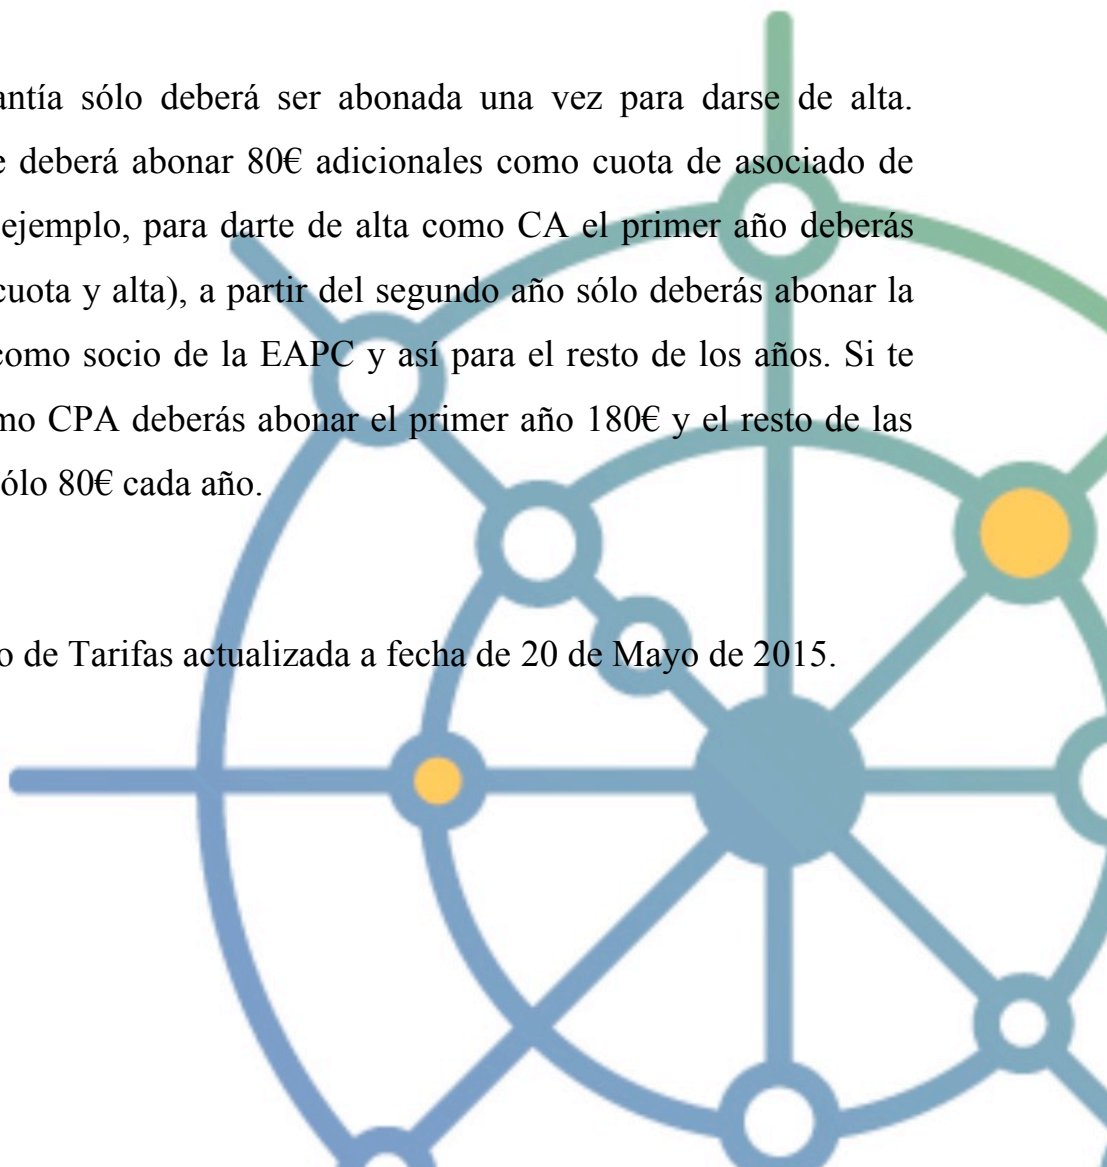 antía sólo deberá ser abonada una vez para darse de alta.
e deberá abonar 80€ adicionales como cuota de asociado de
ejemplo, para darte de alta como CA el primer año deberás
cuota y alta), a partir del segundo año sólo deberás abonar la
como socio de la EAPC y así para el resto de los años. Si te
mo CPA deberás abonar el primer año 180€ y el resto de las
ólo 80€ cada año.
o de Tarifas actualizada a fecha de 20 de Mayo de 2015.